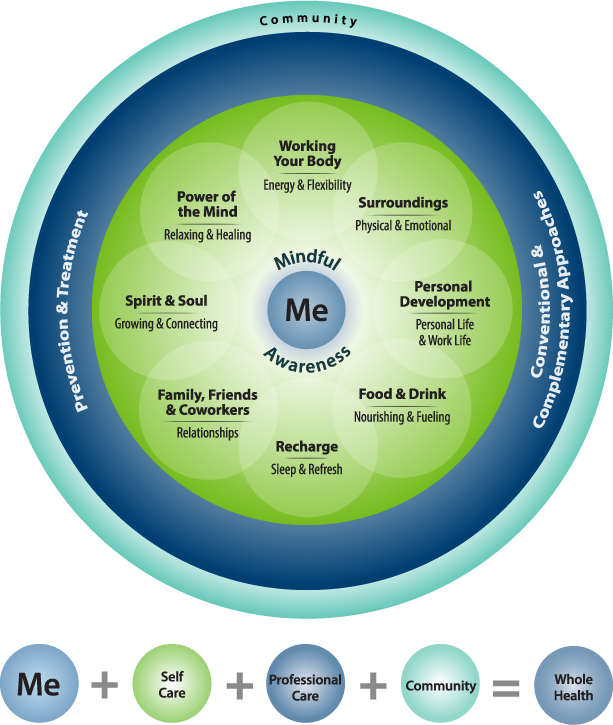 Community
Prevention & Treatment
Conventional &
Complementary Approaches
Working
Your Body
Energy & Flexibility
Surroundings
Physical & Emotional
Personal
Development
Personal Life
& Work Life
Food & Drink
Nourishing & Fueling
Recharge
Sleep & Refresh
Family, Friends
& Coworkers
Relationships
Spirit & Soul
Growing & Connecting
Power of
the Mind
Relaxing & Healing
Mindful
Me
Awareness
Me + Self Care + Professional Care + Community = Whole Health